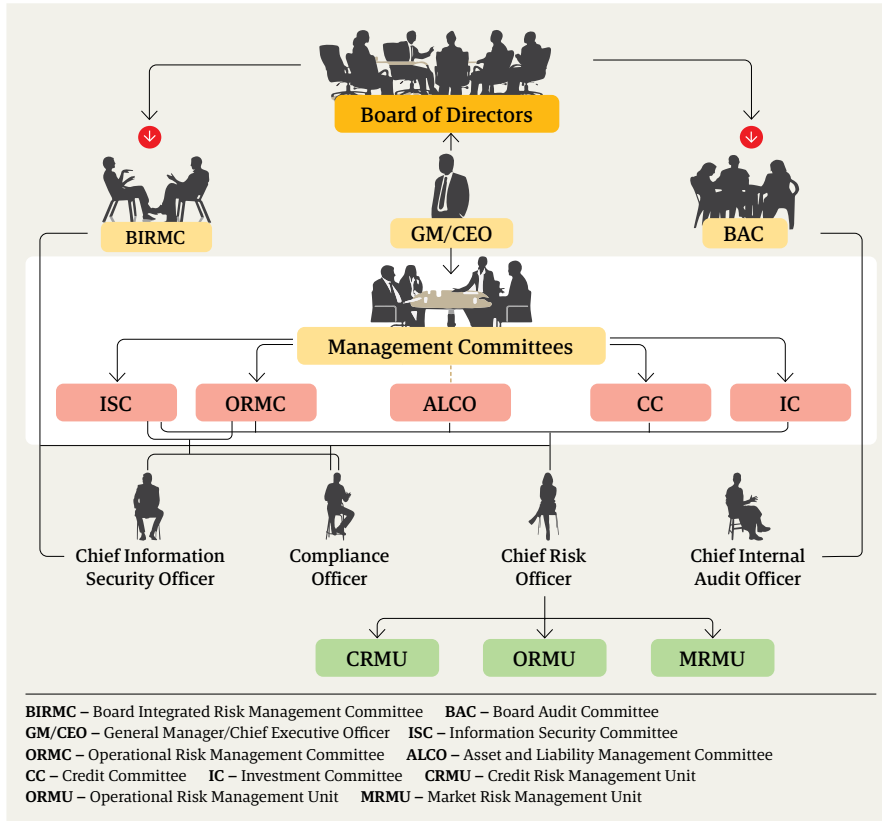 Board of Directors
BIRMC
GM/CEO
BAC
Management Committees
ISC
ORMC
ALCO
CC
IC
Chief Information
Security Officer
Compliance
Officer
Chief Risk
Officer
Chief Internal
Audit Officer
CRMU
ORMU
MRMU
BIRMC – Board Integrated Risk Management Committee BAC – Board Audit Committee
GM/CEO – General Manager/Chief Executive Officer ISC – Information Security Committee
ORMC – Operational Risk Management Committee ALCO – Asset and Liability Management Committee
CC – Credit Committee IC – Investment Committee CRMU – Credit Risk Management Unit
ORMU – Operational Risk Management Unit MRMU – Market Risk Management Unit